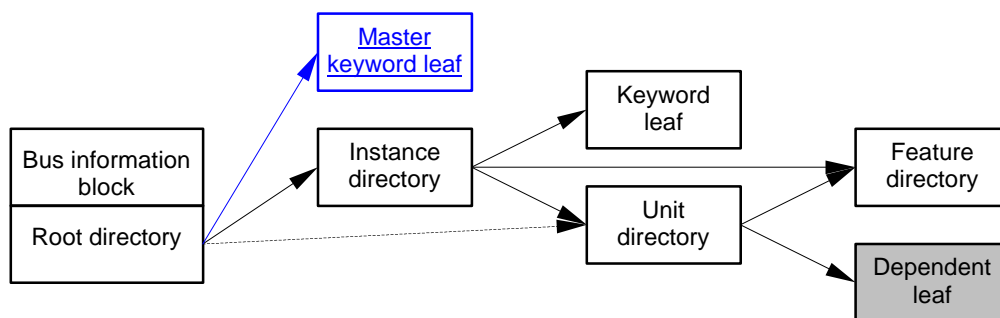 Master
keyword leaf
Keyword
leaf
Bus information
block
Instance
directory
Feature
directory
Root directory
Unit
directory
Dependent
leaf